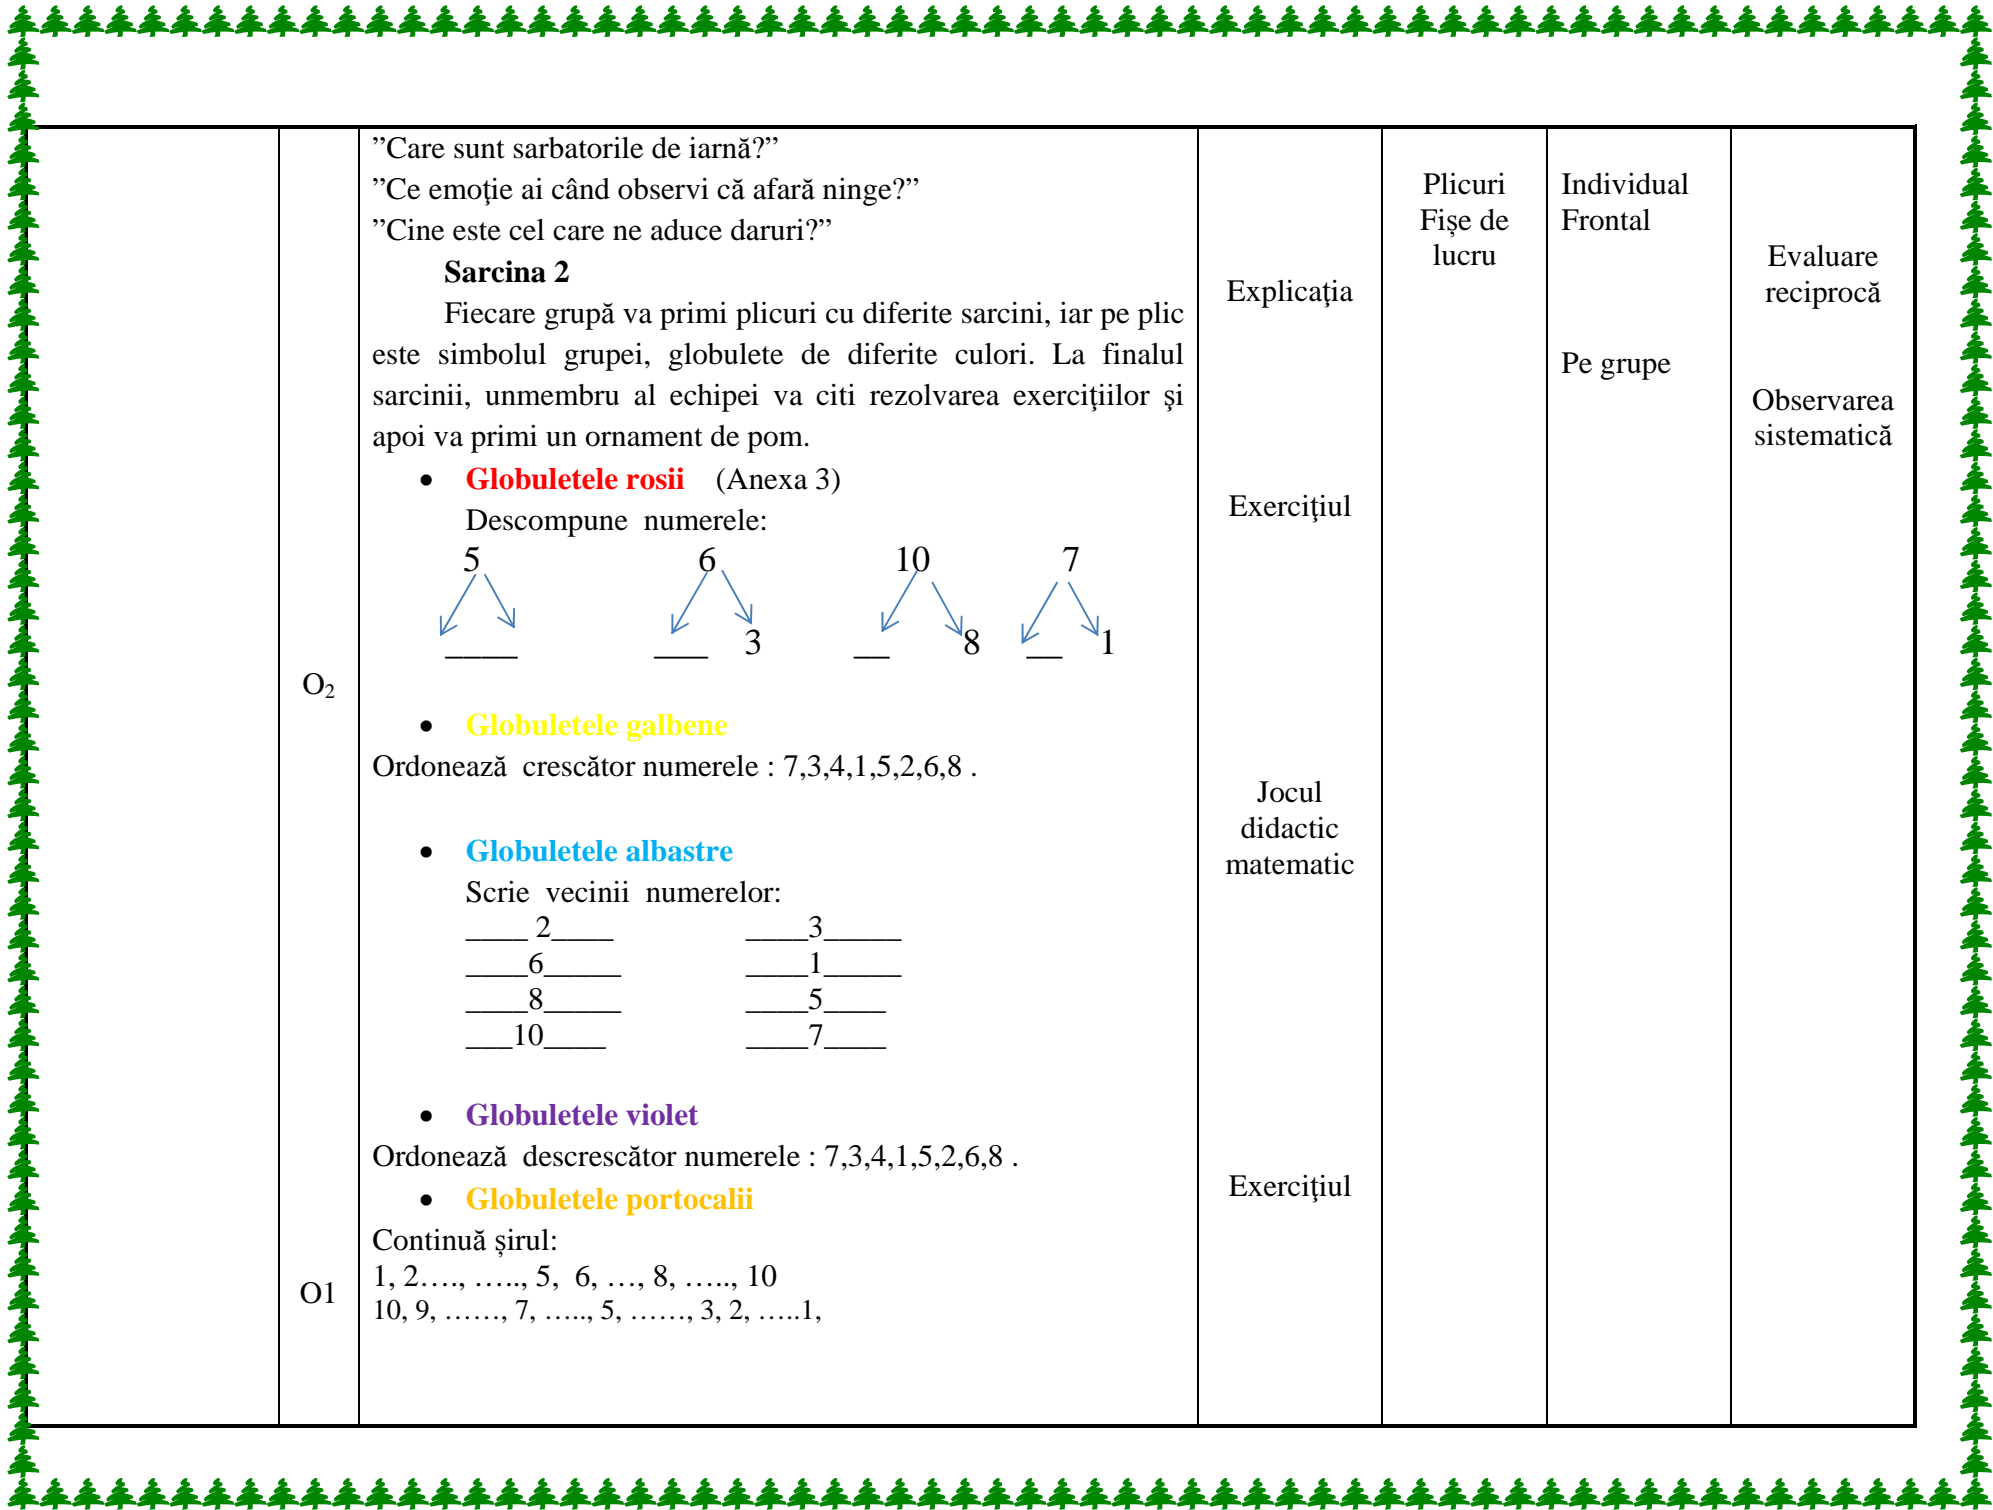 ”Care sunt sarbatorile de iarnă?”
”Ce emoţie ai când observi că afară ninge?”
”Cine este cel care ne aduce daruri?”
Sarcina 2
Fiecare grupă va primi plicuri cu diferite sarcini, iar pe plic
este simbolul grupei, globulete de diferite culori. La finalul
sarcinii, unmembru al echipei va citi rezolvarea exerciţiilor şi
apoi va primi un ornament de pom.
• Globuletele rosii (Anexa 3)
Descompune numerele:
5 6 10 7
____ ___ 3 __ 8 __ 1
O2
• Globuletele galbene
Ordonează crescător numerele : 7,3,4,1,5,2,6,8 .
• Globuletele albastre
Scrie vecinii numerelor:
____ 2____ ____3_____
____6_____ ____1_____
____8_____ ____5____
___10____ ____7____
• Globuletele violet
Ordonează descrescător numerele : 7,3,4,1,5,2,6,8 .
• Globuletele portocalii
Continuă șirul:
1, 2…., ….., 5, 6, …, 8, ….., 10
O1
10, 9, ……, 7, ….., 5, ……, 3, 2, …..1,
Explicaţia
Exerciţiul
Jocul
didactic
matematic
Exerciţiul
Plicuri
Fișe de
lucru
Individual
Frontal
Pe grupe
Evaluare
reciprocă
Observarea
sistematică